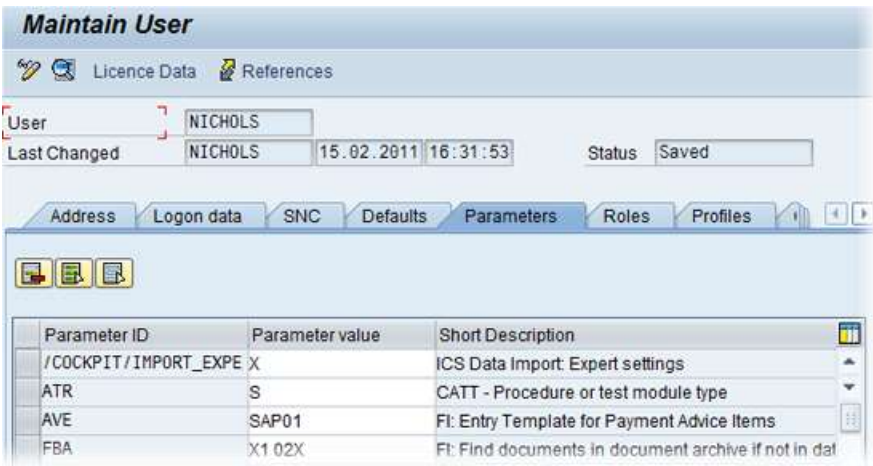 Maintain User
Licence Data References
User NICHOLS
Last Changed NICHOLS 15.02.2011 16:31:53 Status Saved
Address Logon data SNC Defaults Parameters Roles Profiles
Parameter ID Parameter value Short Description
/COCKPIT/IMPORT_EXPE X ICS Data Import: Expert settings
ATR S CATT - Procedure or test module type
AVE SAP01 FI: Entry Template for Payment Advice Items
FBA X1 02X FI: Find documents in document archive if not in dat